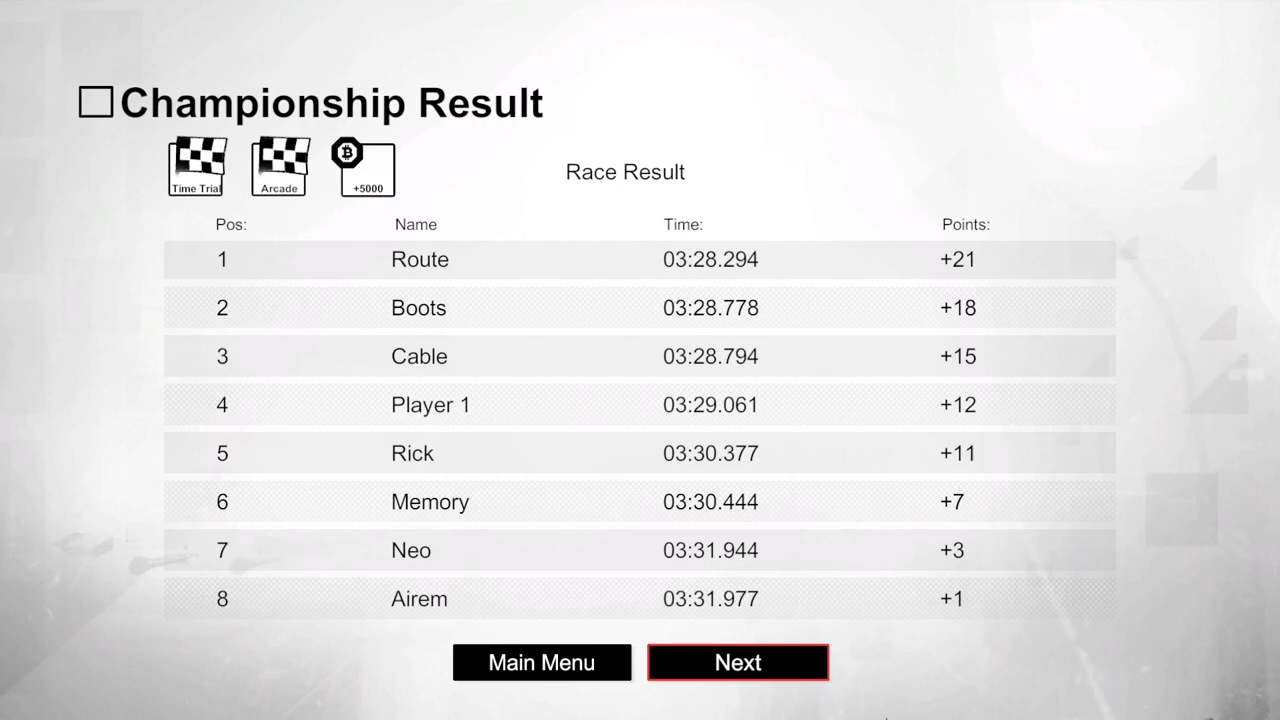 Championship Result
Time Trial Arcade +5000
Race Result
Pos: Name Time: Points:
1 Route 03:28.294 +21
2 Boots 03:28.778 +18
3 Cable 03:28.794 +15
4 Player 1 03:29.061 +12
5 Rick 03:30.377 +11
6 Memory 03:30.444 +7
7 Neo 03:31.944 +3
8 Airem 03:31.977 +1
Main Menu Next